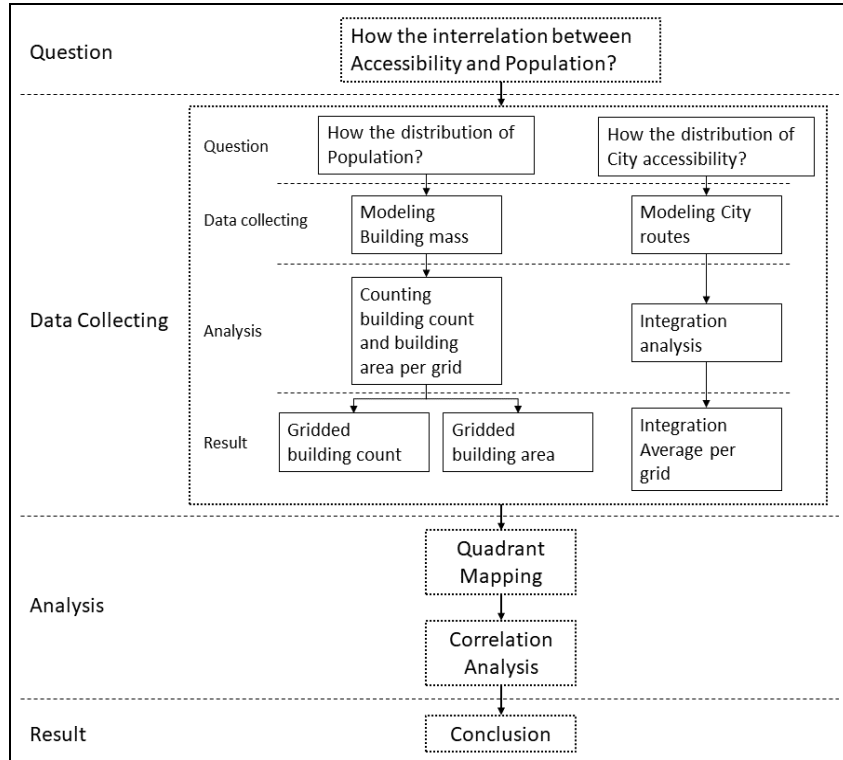 Question
How the interrelation between
Accessibility and Population?
Data Collecting
Question
How the distribution of
Population?
How the distribution of
City accessibility?
Data collecting
Modeling
Building mass
Modeling City
routes
Analysis
Counting
building count
and building
area per grid
Integration
analysis
Result
Gridded
building count
Gridded
building area
Integration
Average per
grid
Analysis
Quadrant
Mapping
Correlation
Analysis
Result
Conclusion